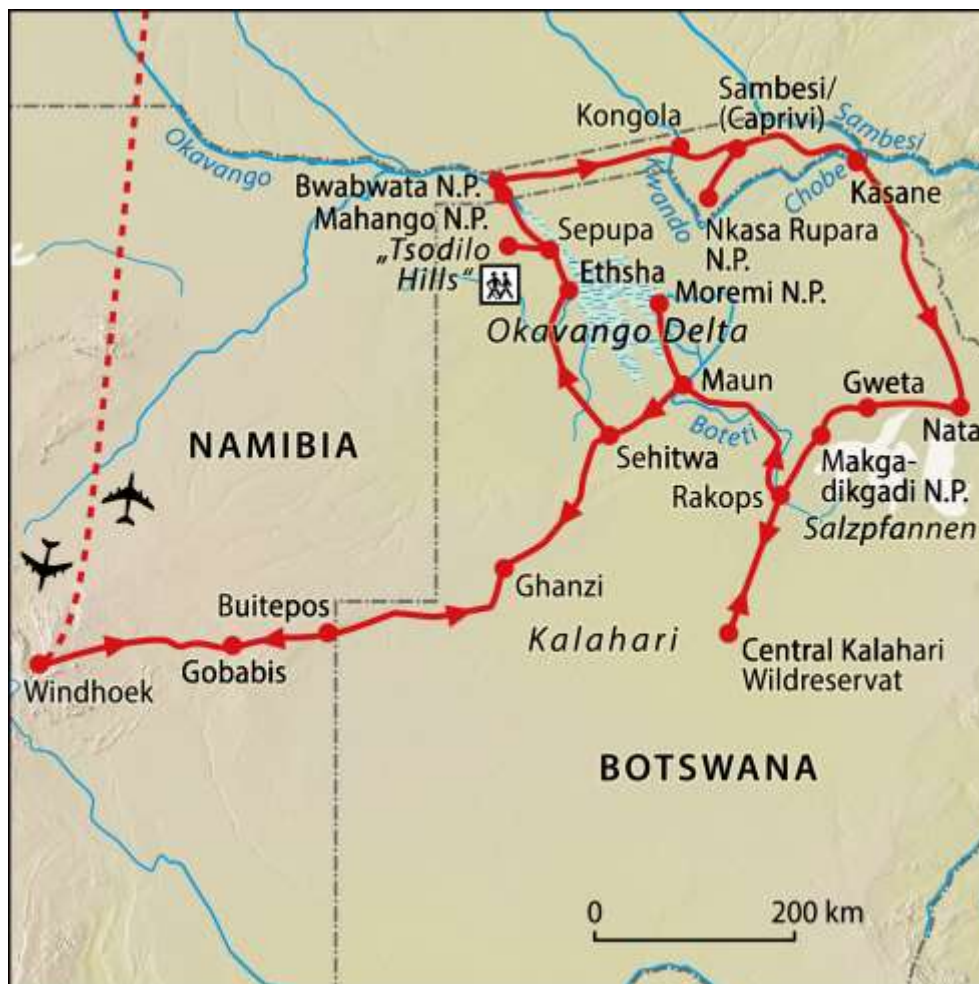 Sambesi/
(Caprivi)
Kongola
Sambesi
Okavango
Kwando
Chobe
Kasane
Bwabwata N.P.
Mahango N.P.
„Tsodilo
Hills“
Sepupa
Nkasa Rupara
N.P.
Ethsha
Moremi N.P.
Okavango Delta
Maun
Gweta
Nata
Boteti
NAMIBIA
Sehitwa
Makga-
dikgadi N.P.
Rakops
Salzpfannen
Ghanzi
Buitepos
Kalahari
Central Kalahari
Wildreservat
Gobabis
Windhoek
BOTSWANA
0 200 km